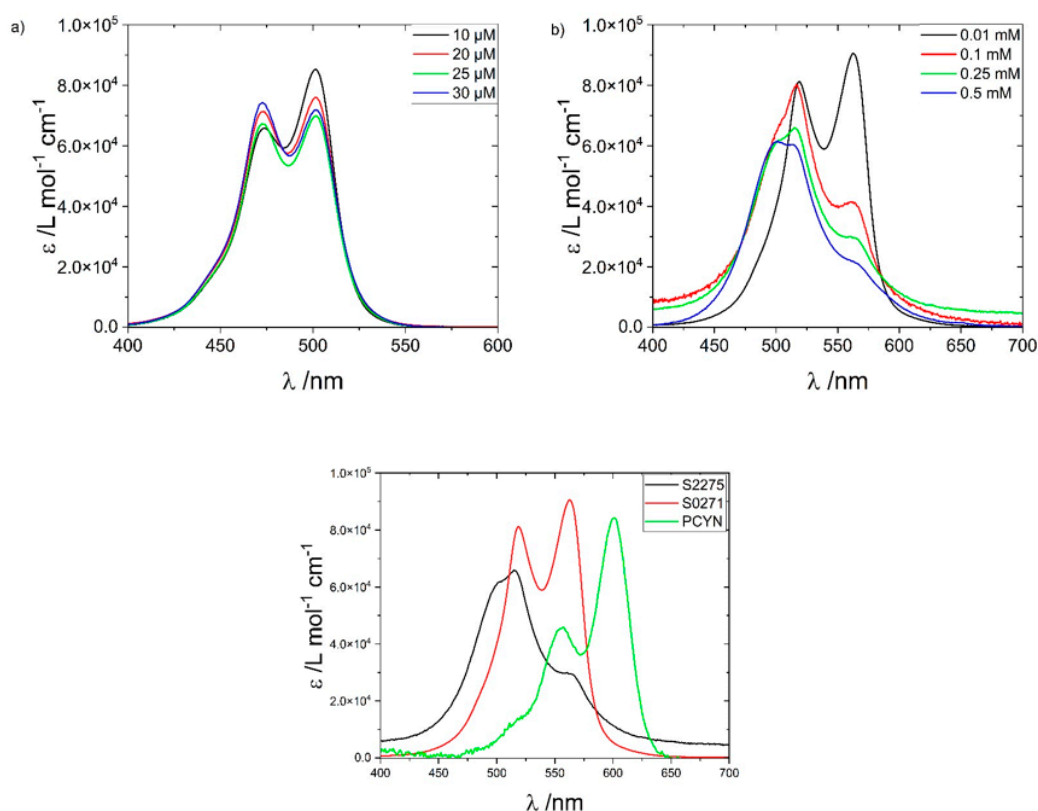 a)
1.0×10⁵
8.0×10⁴
6.0×10⁴
4.0×10⁴
2.0×10⁴
0.0
ε /L mol⁻¹ cm⁻¹
10 µM
20 µM
25 µM
30 µM
400 450 500 550 600
λ /nm
b)
1.0×10⁵
8.0×10⁴
6.0×10⁴
4.0×10⁴
2.0×10⁴
0.0
ε /L mol⁻¹ cm⁻¹
0.01 mM
0.1 mM
0.25 mM
0.5 mM
400 450 500 550 600 650 700
λ /nm
1.0×10⁵
8.0×10⁴
6.0×10⁴
4.0×10⁴
2.0×10⁴
0.0
ε /L mol⁻¹ cm⁻¹
S2275
S0271
PCYN
400 450 500 550 600 650 700
λ /nm